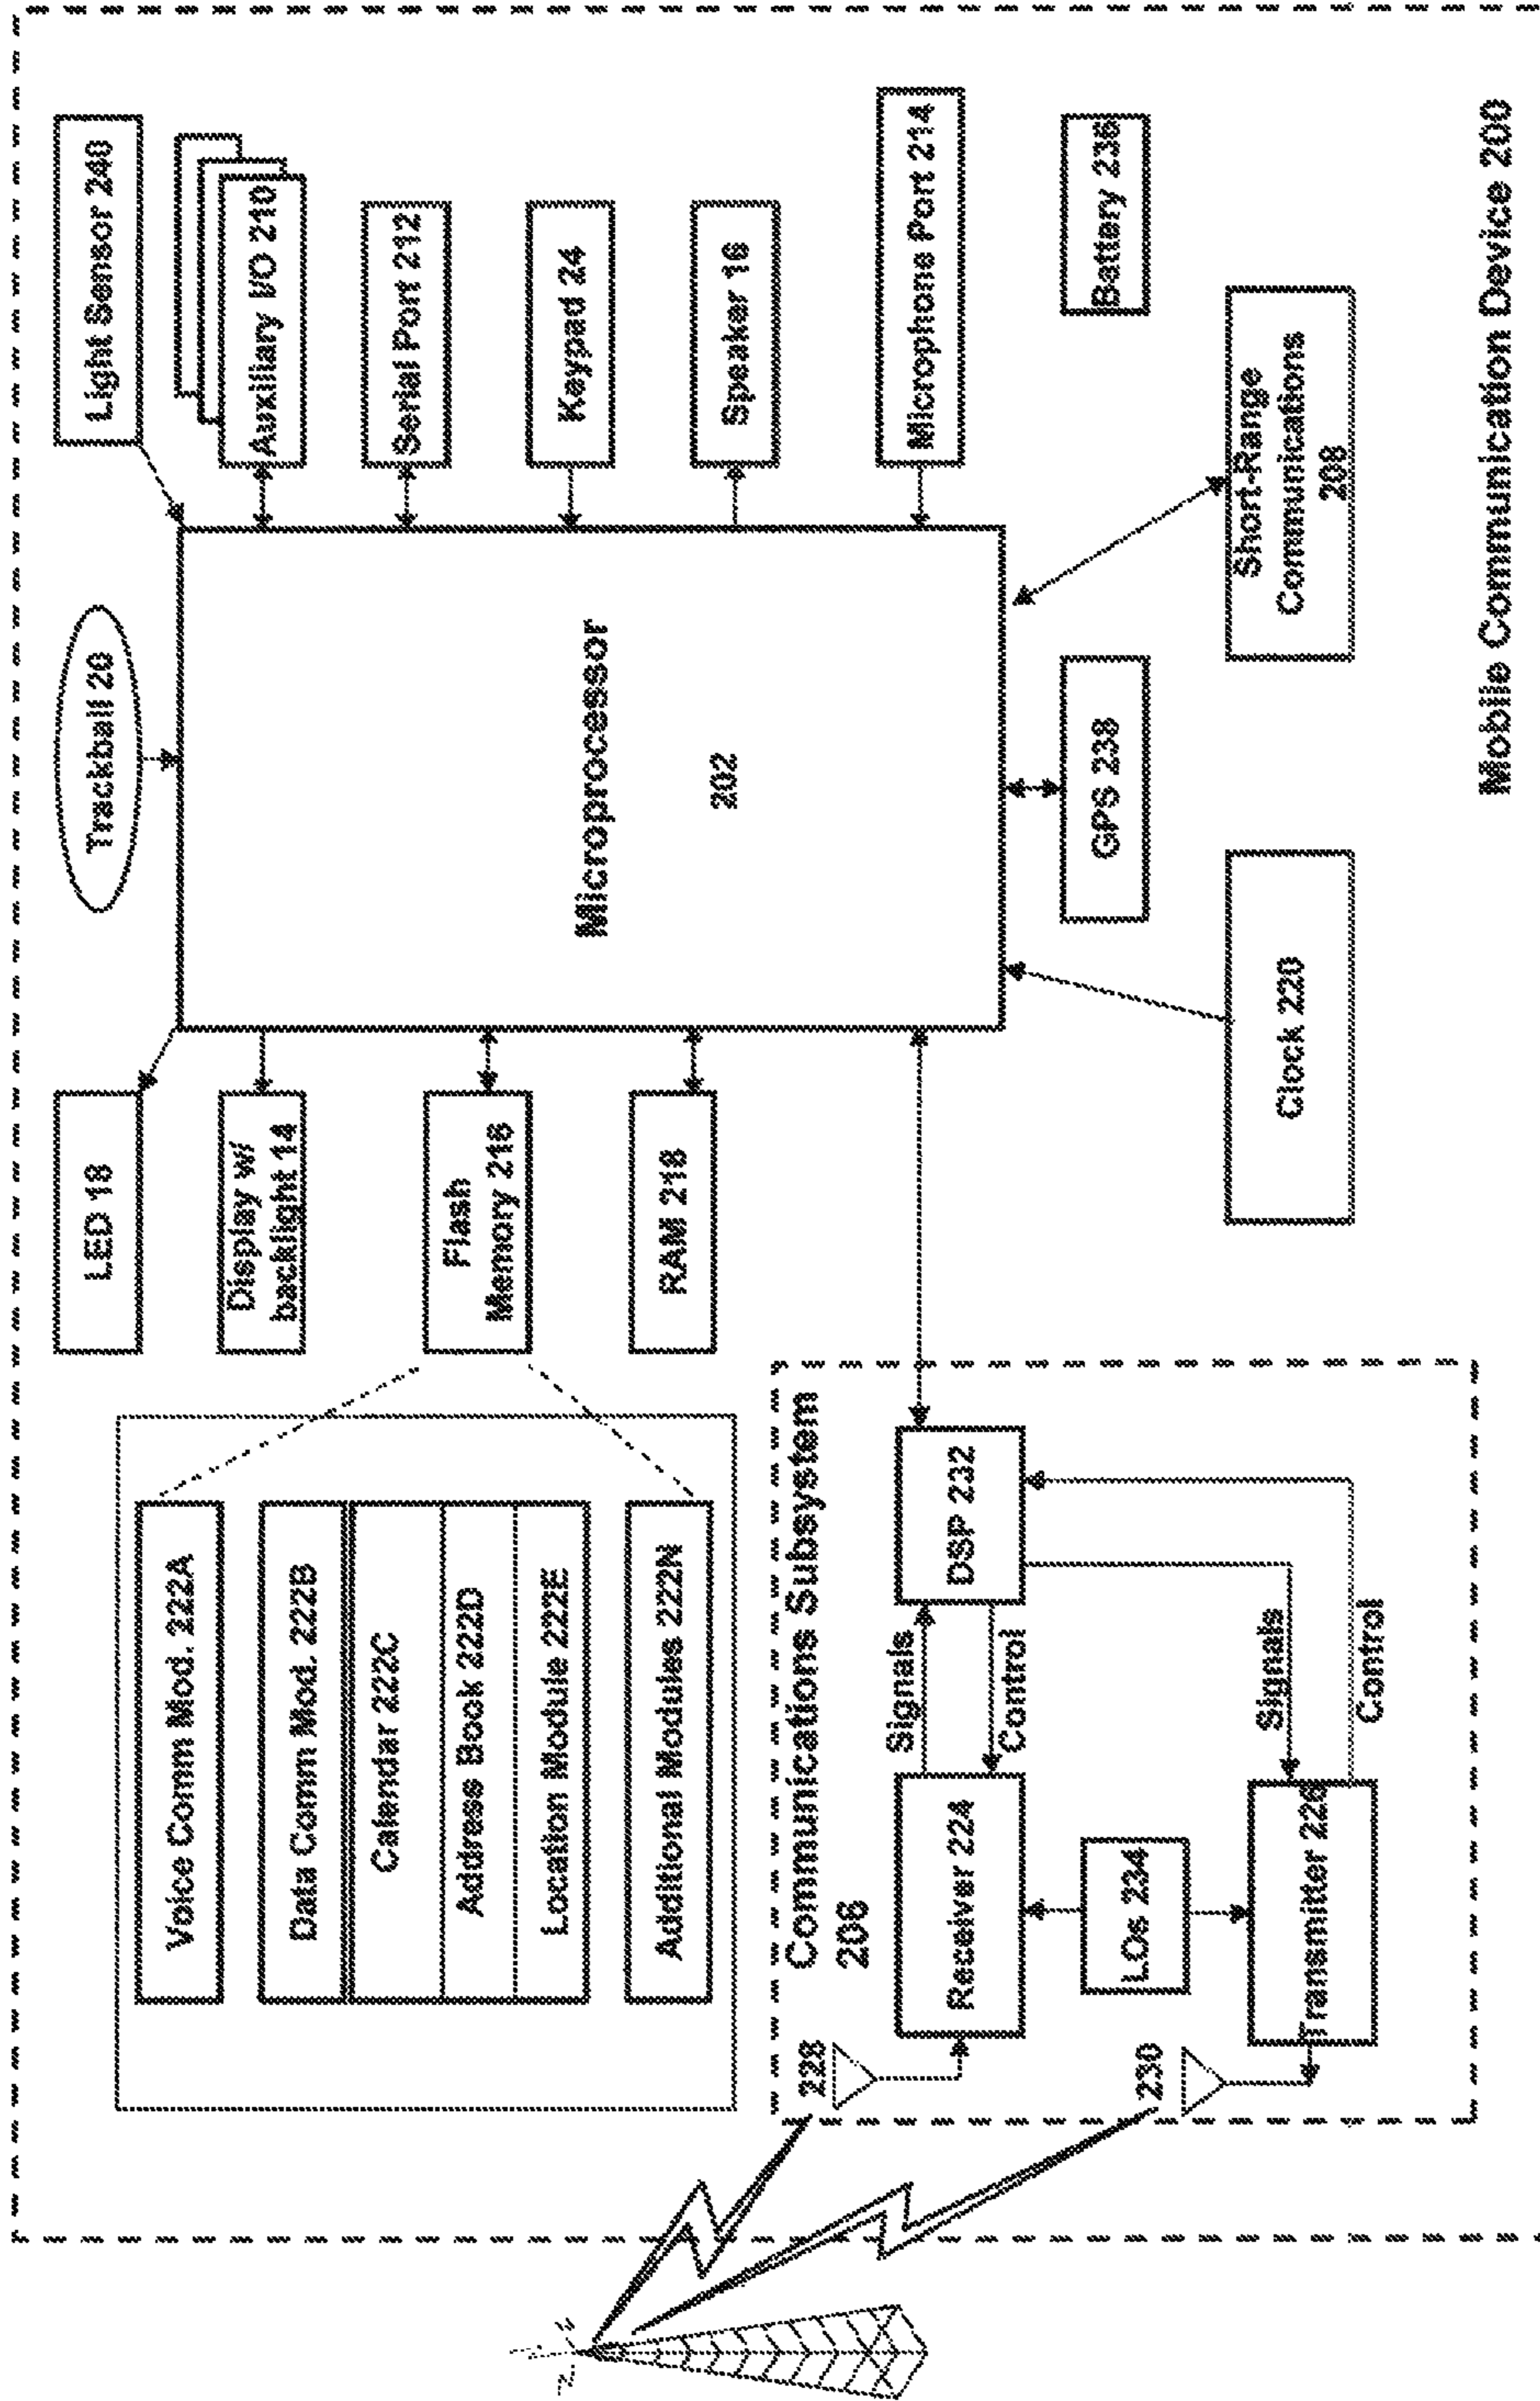 LED 18
Trackball 20
Light Sensor 240
Voice Comm Mod. 222A
Display w/
backlight 14
Auxiliary I/O 210
Data Comm Mod. 222B
Serial Port 212
Calendar 222C
Flash
Memory 216
Microprocessor
202
Address Book 222D
Keypad 24
Location Module 222E
RAM 218
Speaker 16
Additional Modules 222N
Communications Subsystem
206
228
Signals
Microphone Port 214
Receiver 224
DSP 232
Control
LOs 234
GPS 238
Battery 236
230
Signals
Short-Range
Communications
208
Clock 220
Transmitter 226
Control
Mobile Communication Device 200